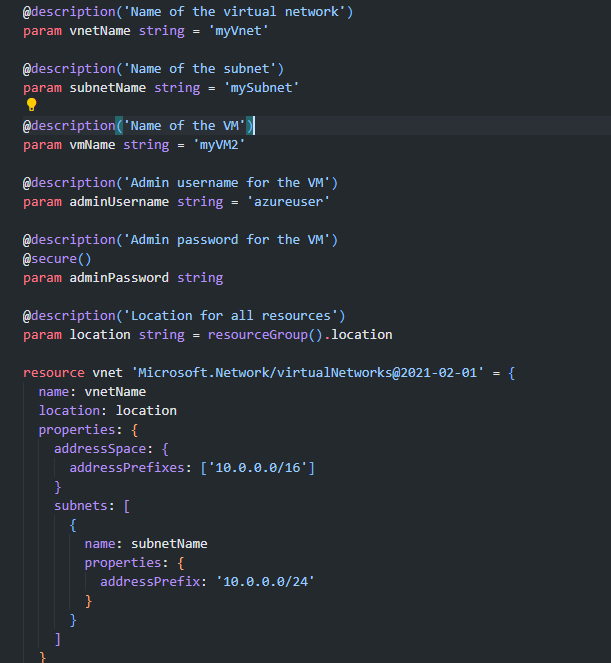 @description('Name of the virtual network')
param vnetName string = 'myVnet'
@description('Name of the subnet')
param subnetName string = 'mySubnet'
@description('Name of the VM')
param vmName string = 'myVM2'
@description('Admin username for the VM')
param adminUsername string = 'azureuser'
@description('Admin password for the VM')
@secure()
param adminPassword string
@description('Location for all resources')
param location string = resourceGroup().location
resource vnet 'Microsoft.Network/virtualNetworks@2021-02-01' = {
  name: vnetName
  location: location
  properties: {
    addressSpace: {
      addressPrefixes: ['10.0.0.0/16']
    }
    subnets: [
      {
        name: subnetName
        properties: {
          addressPrefix: '10.0.0.0/24'
        }
      }
    ]
  }